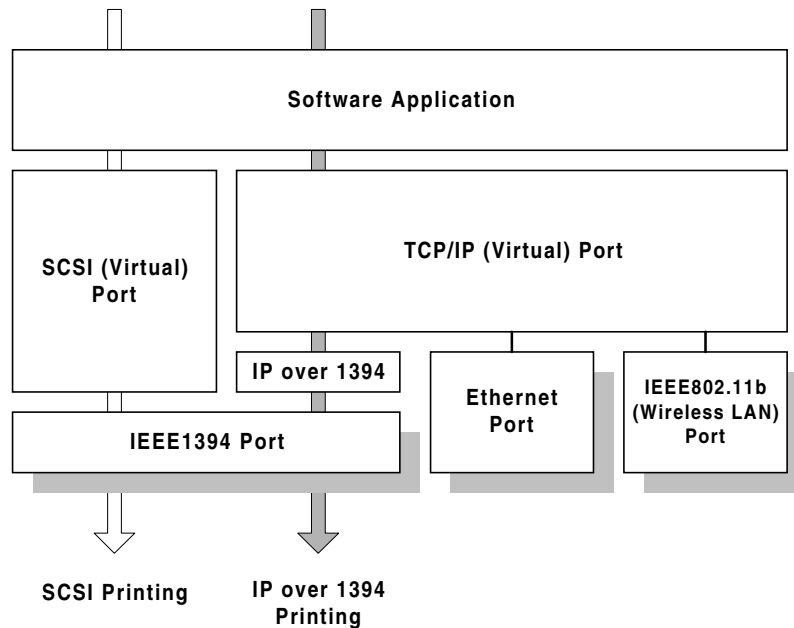 Software Application
SCSI (Virtual)
Port
TCP/IP (Virtual) Port
IP over 1394
Ethernet
Port
IEEE802.11b
(Wireless LAN)
Port
IEEE1394 Port
SCSI Printing
IP over 1394
Printing